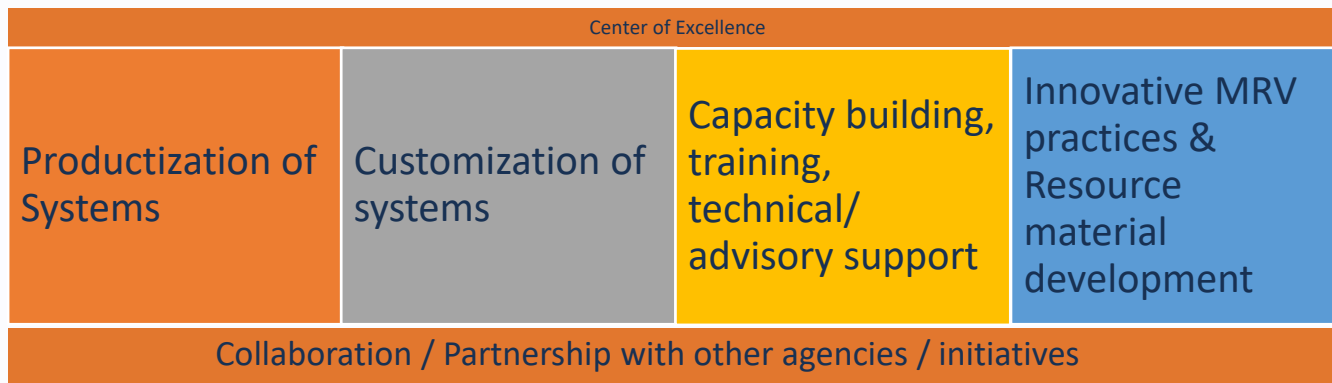 Center of Excellence
Productization of
Systems
Customization of
systems
Capacity building,
training,
technical/
advisory support
Innovative MRV
practices &
Resource
material
development
Collaboration / Partnership with other agencies / initiatives